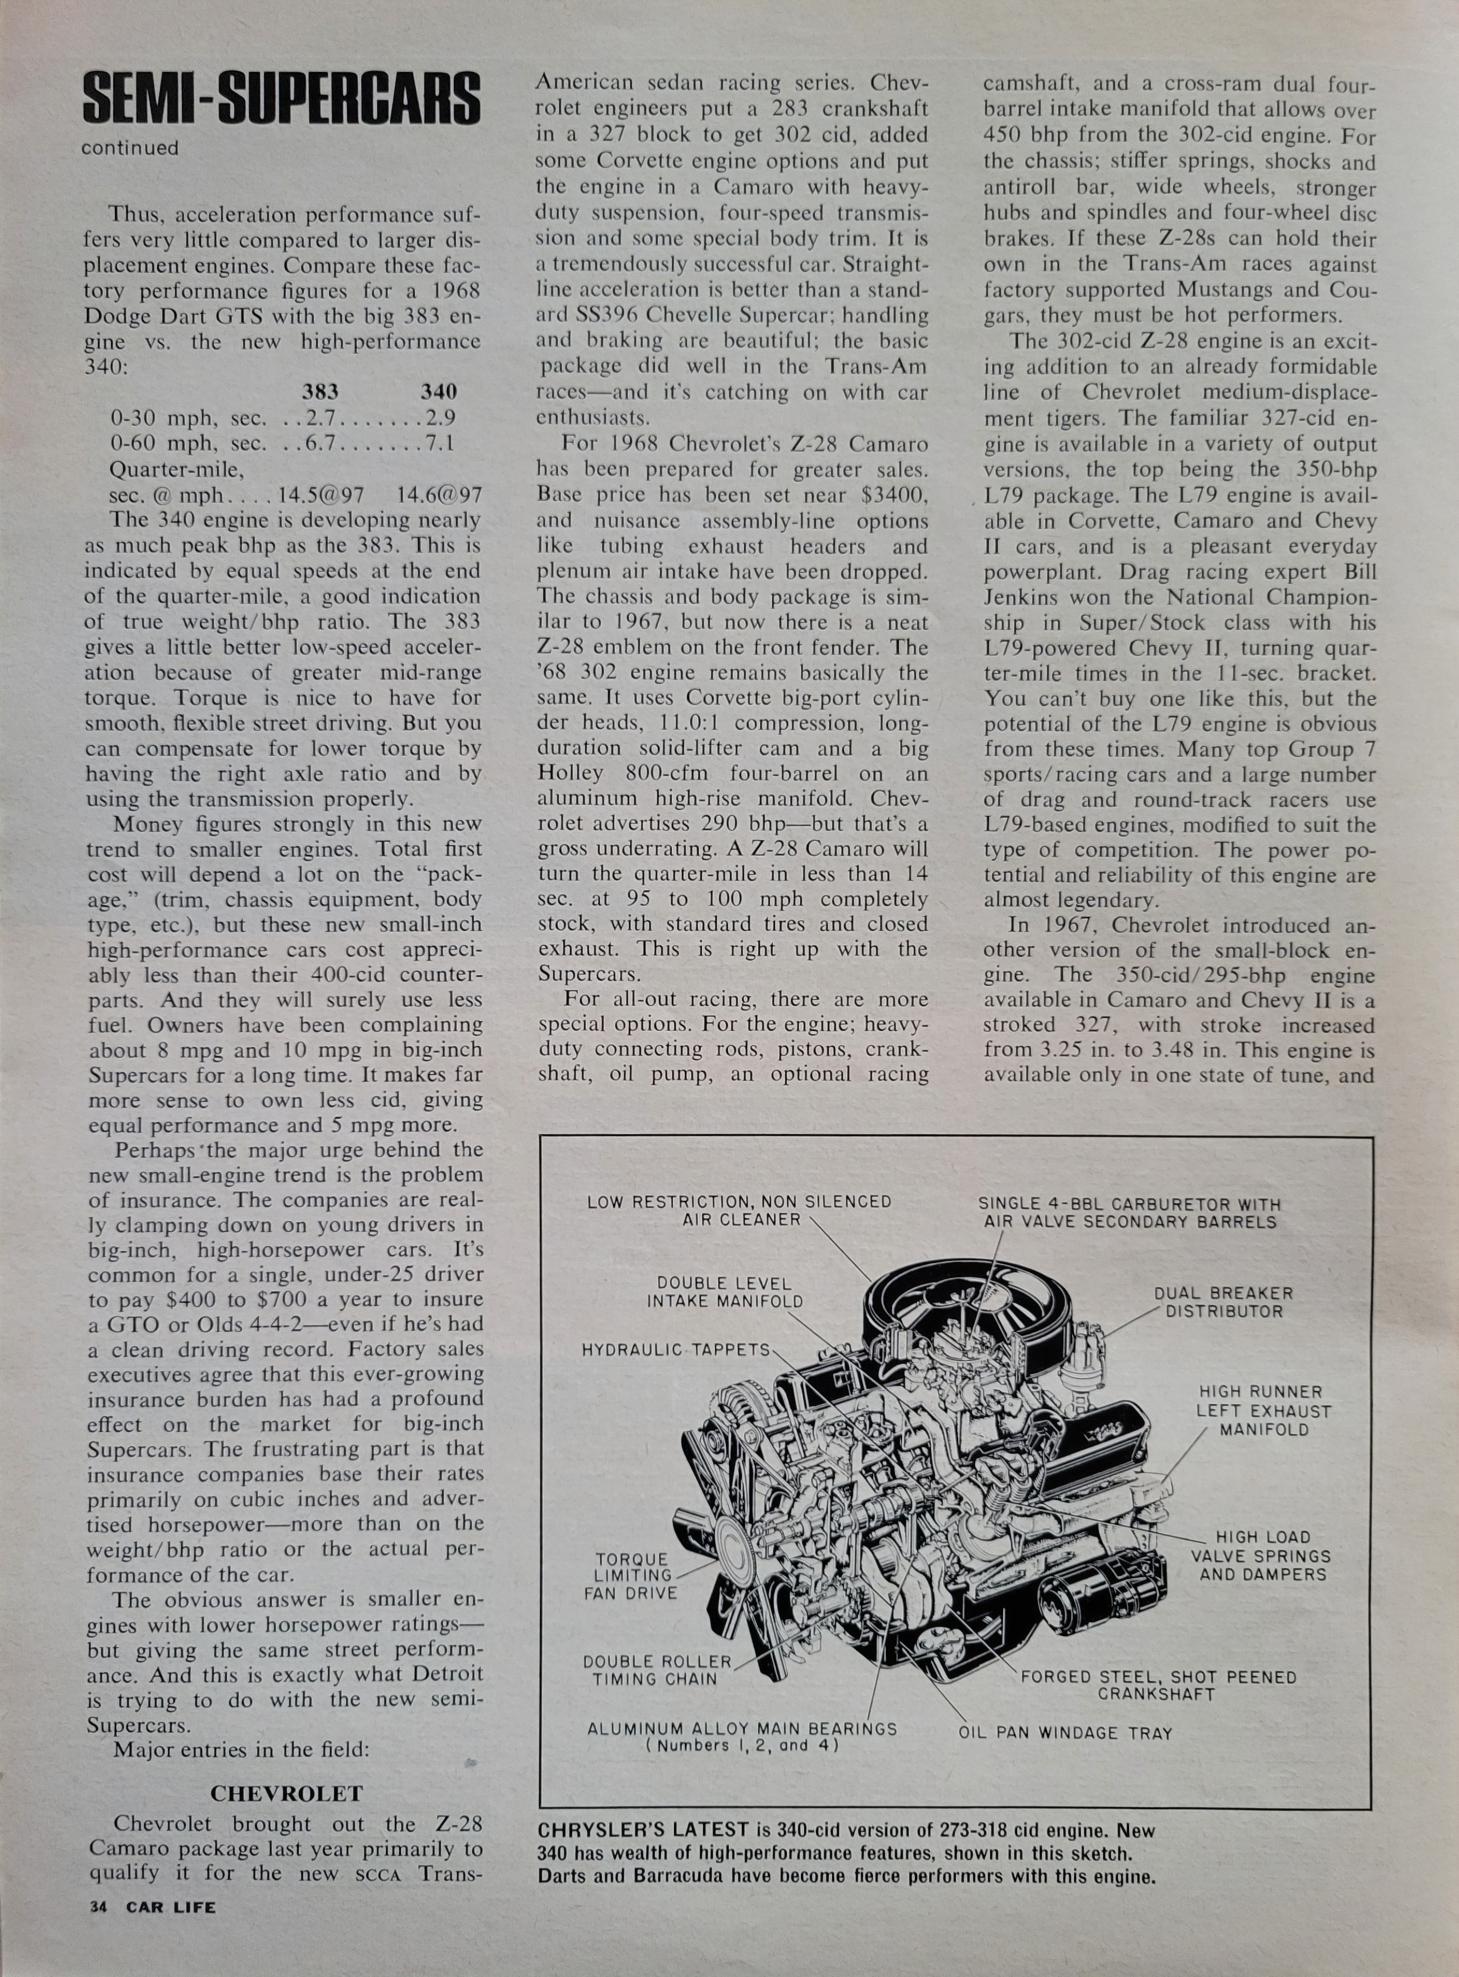 SEMI-SUPERCARS
continued
Thus, acceleration performance suf-
fers very little compared to larger dis-
placement engines. Compare these fac-
tory performance figures for a 1968
Dodge Dart GTS with the big 383 en-
gine vs. the new high-performance
340:
383 340
0-30 mph, sec. . .2.7. . . . . . .2.9
0-60 mph, sec. . .6.7. . . . . . .7.1
Quarter-mile,
sec. @ mph. . . . 14.5@97 14.6@97
The 340 engine is developing nearly
as much peak bhp as the 383. This is
indicated by equal speeds at the end
of the quarter-mile, a good indication
of true weight/bhp ratio. The 383
gives a little better low-speed acceler-
ation because of greater mid-range
torque. Torque is nice to have for
smooth, flexible street driving. But you
can compensate for lower torque by
having the right axle ratio and by
using the transmission properly.
Money figures strongly in this new
trend to smaller engines. Total first
cost will depend a lot on the “pack-
age,” (trim, chassis equipment, body
type, etc.), but these new small-inch
high-performance cars cost appreci-
ably less than their 400-cid counter-
parts. And they will surely use less
fuel. Owners have been complaining
about 8 mpg and 10 mpg in big-inch
Supercars for a long time. It makes far
more sense to own less cid, giving
equal performance and 5 mpg more.
Perhaps the major urge behind the
new small-engine trend is the problem
of insurance. The companies are real-
ly clamping down on young drivers in
big-inch, high-horsepower cars. It's
common for a single, under-25 driver
to pay $400 to $700 a year to insure
a GTO or Olds 4-4-2—even if he's had
a clean driving record. Factory sales
executives agree that this ever-growing
insurance burden has had a profound
effect on the market for big-inch
Supercars. The frustrating part is that
insurance companies base their rates
primarily on cubic inches and adver-
tised horsepower—more than on the
weight/bhp ratio or the actual per-
formance of the car.
The obvious answer is smaller en-
gines with lower horsepower ratings—
but giving the same street perform-
ance. And this is exactly what Detroit
is trying to do with the new semi-
Supercars.
Major entries in the field:
CHEVROLET
Chevrolet brought out the Z-28
Camaro package last year primarily to
qualify it for the new SCCA Trans-
American sedan racing series. Chev-
rolet engineers put a 283 crankshaft
in a 327 block to get 302 cid, added
some Corvette engine options and put
the engine in a Camaro with heavy-
duty suspension, four-speed transmis-
sion and some special body trim. It is
a tremendously successful car. Straight-
line acceleration is better than a stand-
ard SS396 Chevelle Supercar; handling
and braking are beautiful; the basic
package did well in the Trans-Am
races—and it's catching on with car
enthusiasts.
For 1968 Chevrolet's Z-28 Camaro
has been prepared for greater sales.
Base price has been set near $3400,
and nuisance assembly-line options
like tubing exhaust headers and
plenum air intake have been dropped.
The chassis and body package is sim-
ilar to 1967, but now there is a neat
Z-28 emblem on the front fender. The
'68 302 engine remains basically the
same. It uses Corvette big-port cylin-
der heads, 11.0:1 compression, long-
duration solid-lifter cam and a big
Holley 800-cfm four-barrel on an
aluminum high-rise manifold. Chev-
rolet advertises 290 bhp—but that's a
gross underrating. A Z-28 Camaro will
turn the quarter-mile in less than 14
sec. at 95 to 100 mph completely
stock, with standard tires and closed
exhaust. This is right up with the
Supercars.
For all-out racing, there are more
special options. For the engine; heavy-
duty connecting rods, pistons, crank-
shaft, oil pump, an optional racing
camshaft, and a cross-ram dual four-
barrel intake manifold that allows over
450 bhp from the 302-cid engine. For
the chassis; stiffer springs, shocks and
antiroll bar, wide wheels, stronger
hubs and spindles and four-wheel disc
brakes. If these Z-28s can hold their
own in the Trans-Am races against
factory supported Mustangs and Cou-
gars, they must be hot performers.
The 302-cid Z-28 engine is an excit-
ing addition to an already formidable
line of Chevrolet medium-displace-
ment tigers. The familiar 327-cid en-
gine is available in a variety of output
versions, the top being the 350-bhp
L79 package. The L79 engine is avail-
able in Corvette, Camaro and Chevy
II cars, and is a pleasant everyday
powerplant. Drag racing expert Bill
Jenkins won the National Champion-
ship in Super/Stock class with his
L79-powered Chevy II, turning quar-
ter-mile times in the 11-sec. bracket.
You can't buy one like this, but the
potential of the L79 engine is obvious
from these times. Many top Group 7
sports/racing cars and a large number
of drag and round-track racers use
L79-based engines, modified to suit the
type of competition. The power po-
tential and reliability of this engine are
almost legendary.
In 1967, Chevrolet introduced an-
other version of the small-block en-
gine. The 350-cid/295-bhp engine
available in Camaro and Chevy II is a
stroked 327, with stroke increased
from 3.25 in. to 3.48 in. This engine is
available only in one state of tune, and
LOW RESTRICTION, NON SILENCED
AIR CLEANER
SINGLE 4-BBL CARBURETOR WITH
AIR VALVE SECONDARY BARRELS
DOUBLE LEVEL
INTAKE MANIFOLD
DUAL BREAKER
DISTRIBUTOR
HYDRAULIC TAPPETS
HIGH RUNNER
LEFT EXHAUST
MANIFOLD
HIGH LOAD
VALVE SPRINGS
AND DAMPERS
TORQUE
LIMITING
FAN DRIVE
DOUBLE ROLLER
TIMING CHAIN
FORGED STEEL, SHOT PEENED
CRANKSHAFT
ALUMINUM ALLOY MAIN BEARINGS
(Numbers 1, 2, and 4)
OIL PAN WINDAGE TRAY
CHRYSLER'S LATEST is 340-cid version of 273-318 cid engine. New
340 has wealth of high-performance features, shown in this sketch.
Darts and Barracuda have become fierce performers with this engine.
34 CAR LIFE